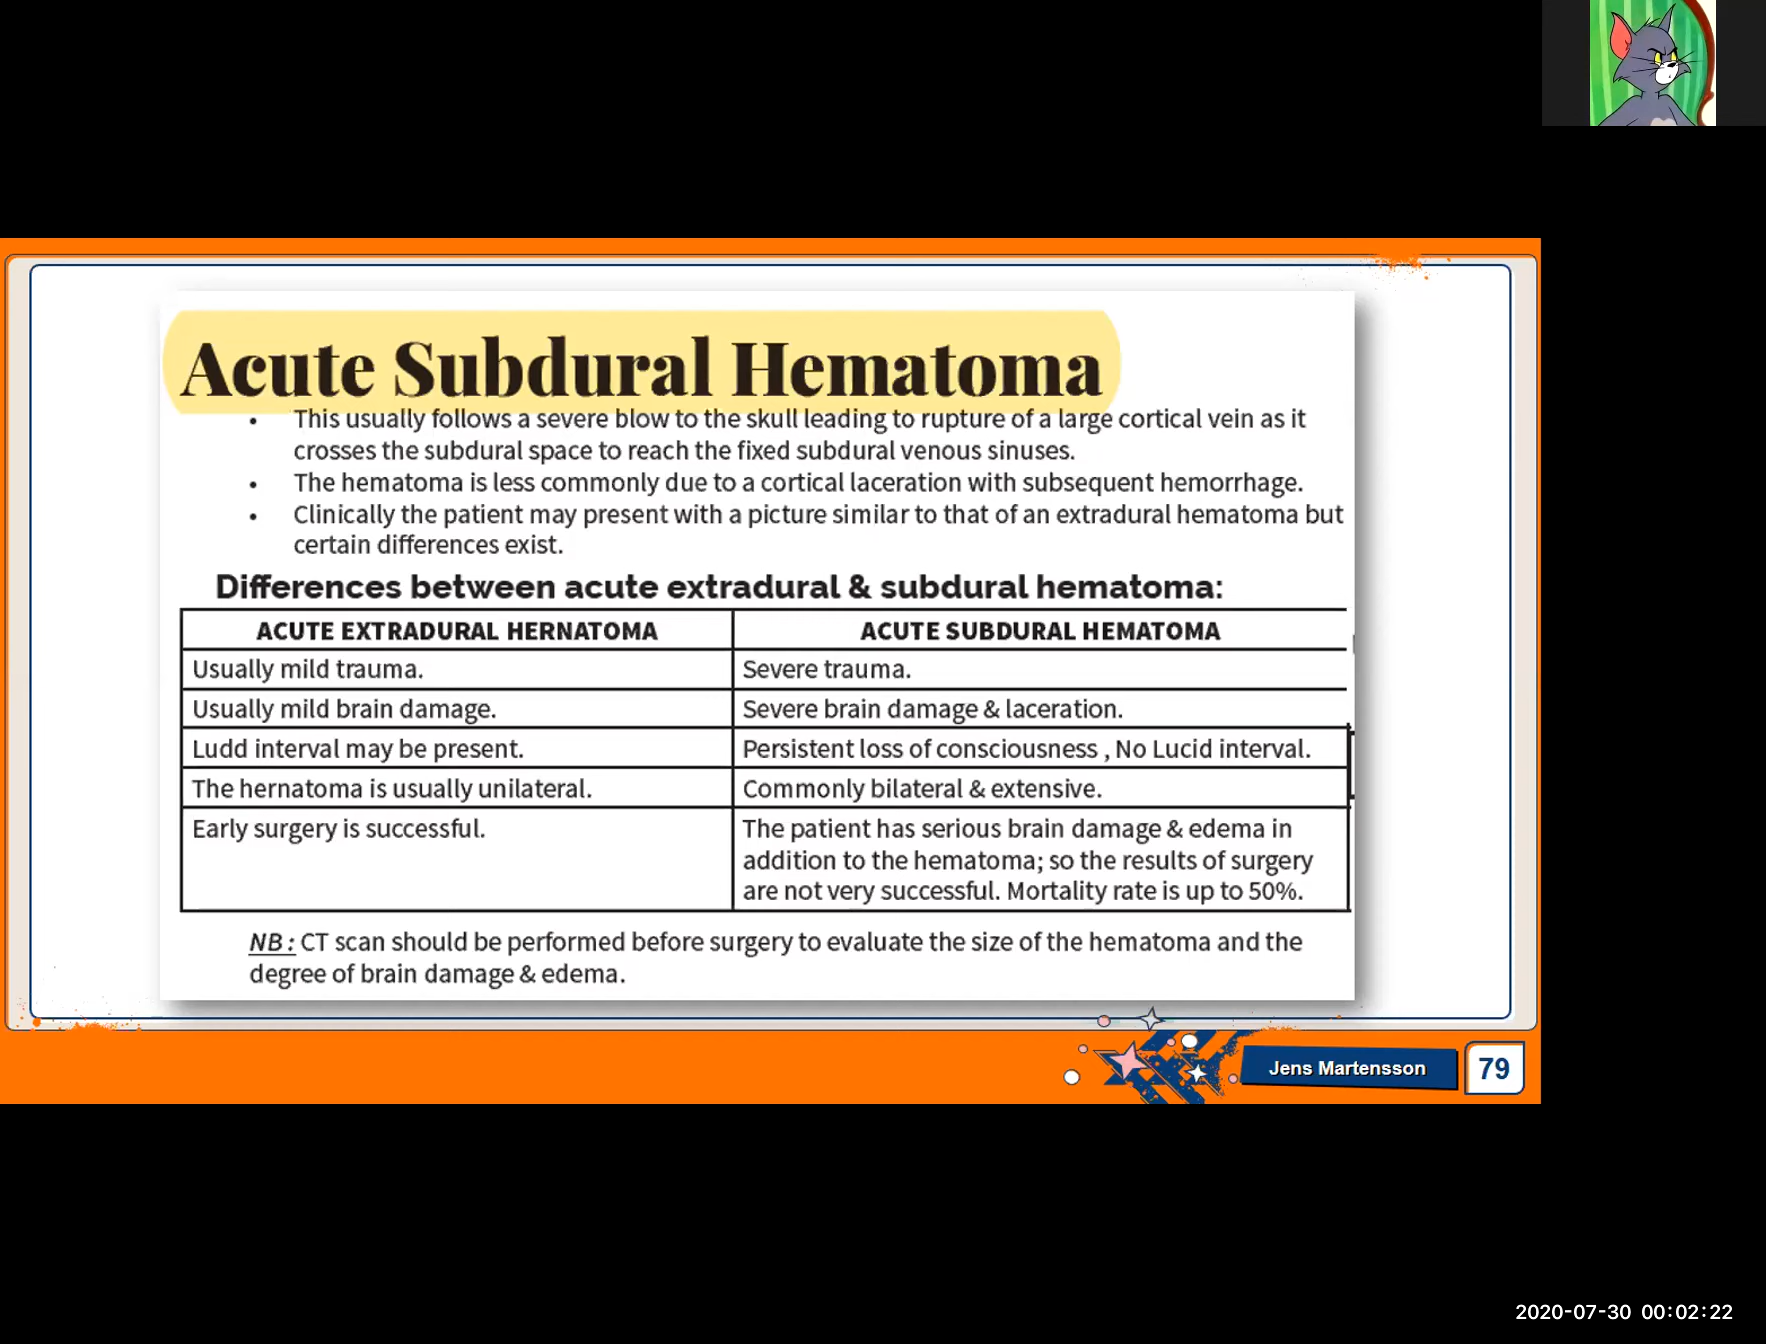 Acute Subdural Hematoma
• This usually follows a severe blow to the skull leading to rupture of a large cortical vein as it
crosses the subdural space to reach the fixed subdural venous sinuses.
• The hematoma is less commonly due to a cortical laceration with subsequent hemorrhage.
• Clinically the patient may present with a picture similar to that of an extradural hematoma but
certain differences exist.
Differences between acute extradural & subdural hematoma:
ACUTE EXTRADURAL HERNATOMA ACUTE SUBDURAL HEMATOMA
Usually mild trauma. Severe trauma.
Usually mild brain damage. Severe brain damage & laceration.
Ludd interval may be present. Persistent loss of consciousness , No Lucid interval.
The hernatoma is usually unilateral. Commonly bilateral & extensive.
Early surgery is successful. The patient has serious brain damage & edema in
addition to the hematoma; so the results of surgery
are not very successful. Mortality rate is up to 50%.
NB : CT scan should be performed before surgery to evaluate the size of the hematoma and the
degree of brain damage & edema.
Jens Martensson 79
2020-07-30 00:02:22